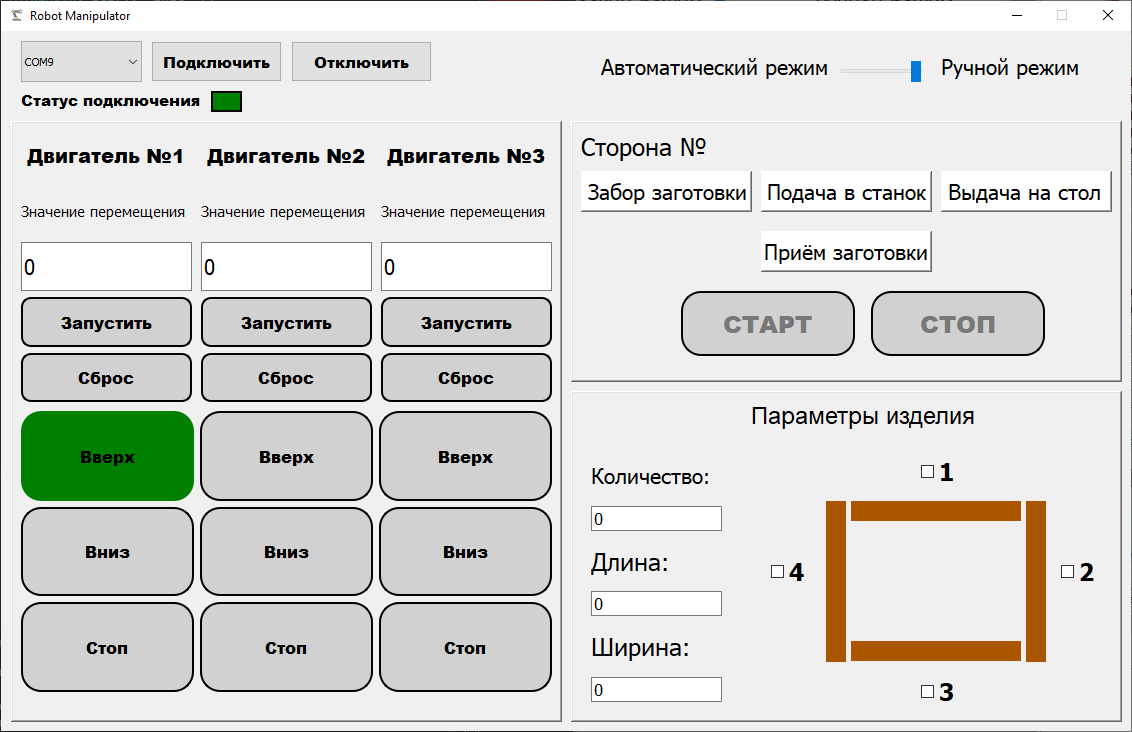 Robot Manipulator
COM9
Подключить
Отключить
Автоматический режим
Ручной режим
Статус подключения
Двигатель №1
Двигатель №2
Двигатель №3
Значение перемещения
Значение перемещения
Значение перемещения
0
0
0
Запустить
Запустить
Запустить
Сброс
Сброс
Сброс
Вверх
Вверх
Вверх
Вниз
Вниз
Вниз
Стоп
Стоп
Стоп
Сторона №
Забор заготовки
Подача в станок
Выдача на стол
Приём заготовки
СТАРТ
СТОП
Параметры изделия
Количество:
0
Длина:
0
Ширина:
0
1
4
2
3